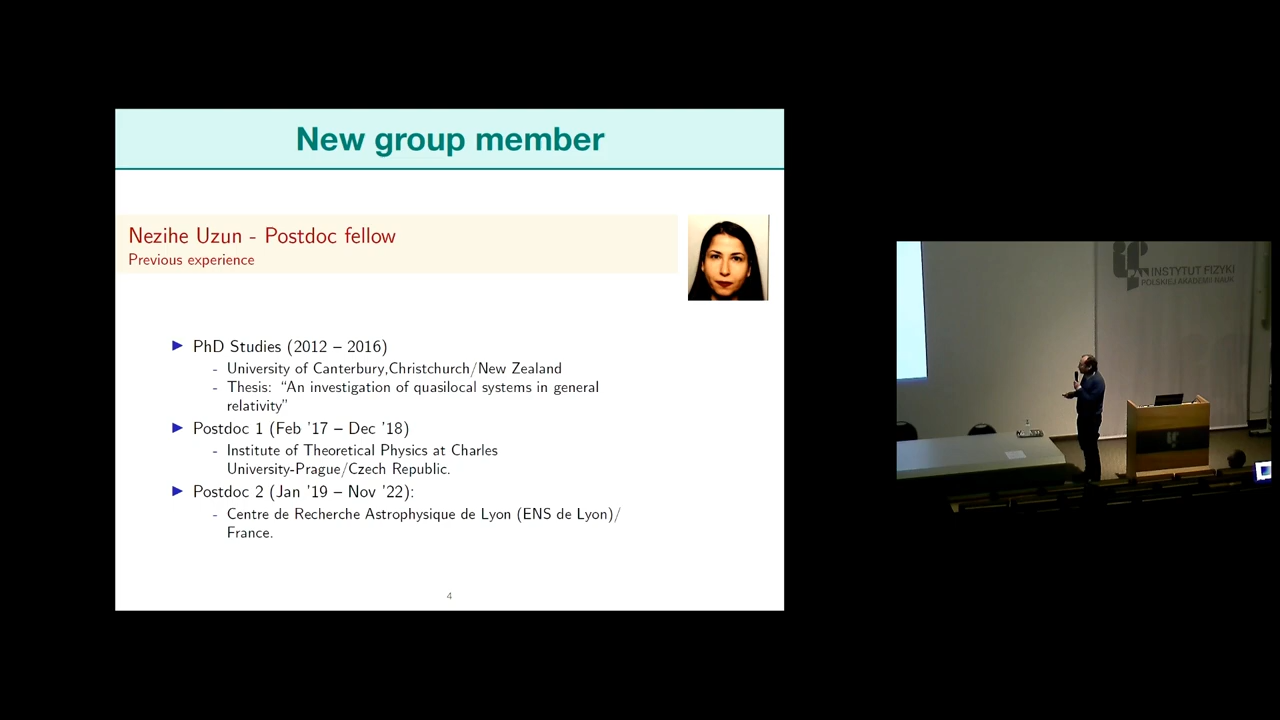 New group member
Nezihe Uzun - Postdoc fellow
Previous experience
▶ PhD Studies (2012 – 2016)
- University of Canterbury,Christchurch/New Zealand
- Thesis: “An investigation of quasilocal systems in general
relativity”
▶ Postdoc 1 (Feb ’17 – Dec ’18)
- Institute of Theoretical Physics at Charles
University-Prague/Czech Republic.
▶ Postdoc 2 (Jan ’19 – Nov ’22):
- Centre de Recherche Astrophysique de Lyon (ENS de Lyon)/
France.
4
INSTYTUT FIZYKI
POLSKIEJ AKADEMII NAUK